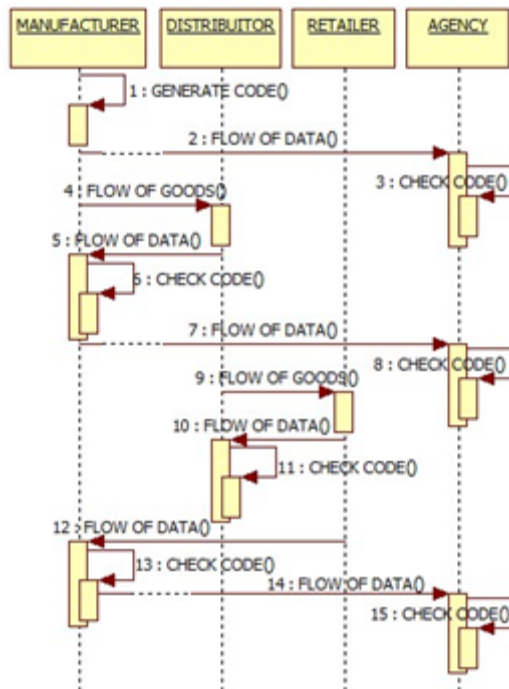 MANUFACTURER DISTRIBUITOR RETAILER AGENCY
1 : GENERATE CODE()
2 : FLOW OF DATA()
3 : CHECK CODE()
4 : FLOW OF GOODS()
5 : FLOW OF DATA()
6 : CHECK CODE()
7 : FLOW OF DATA()
8 : CHECK CODE()
9 : FLOW OF GOODS()
10 : FLOW OF DATA()
11 : CHECK CODE()
12 : FLOW OF DATA()
13 : CHECK CODE()
14 : FLOW OF DATA()
15 : CHECK CODE()